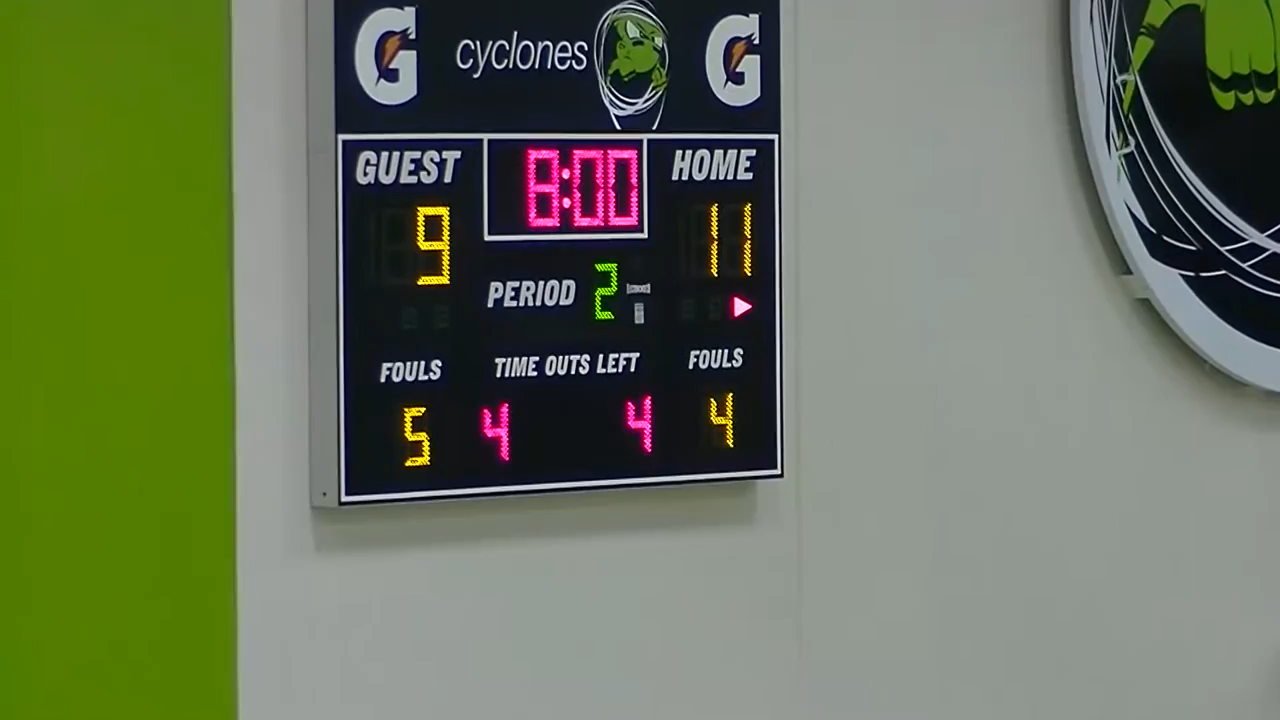 G cyclones G
GUEST 8:00 HOME
9 11
PERIOD 2
FOULS TIME OUTS LEFT FOULS
5 4 4 4